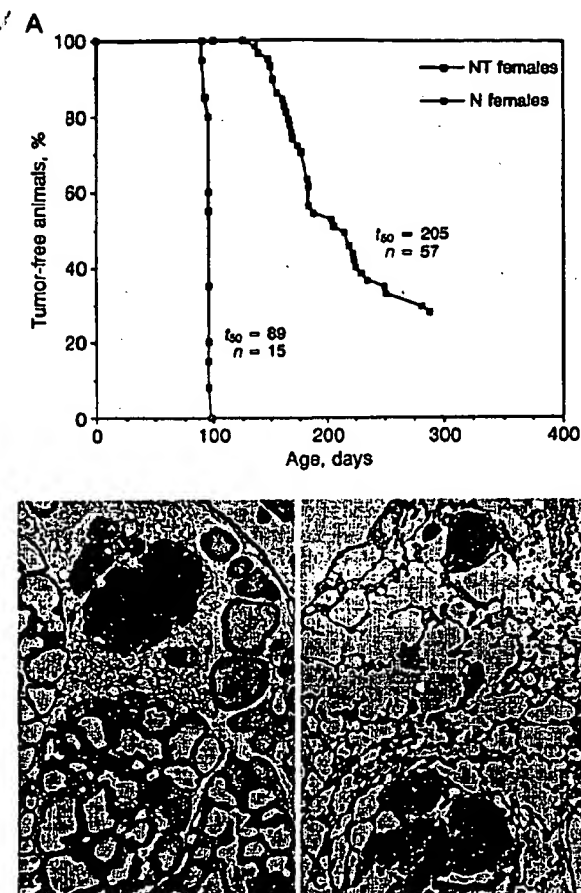 A
100
80
60
40
20
0
Tumor-free animals, %
NT females
N females
t50 = 205
n = 57
t50 = 89
n = 15
0 100 200 300 400
Age, days
C